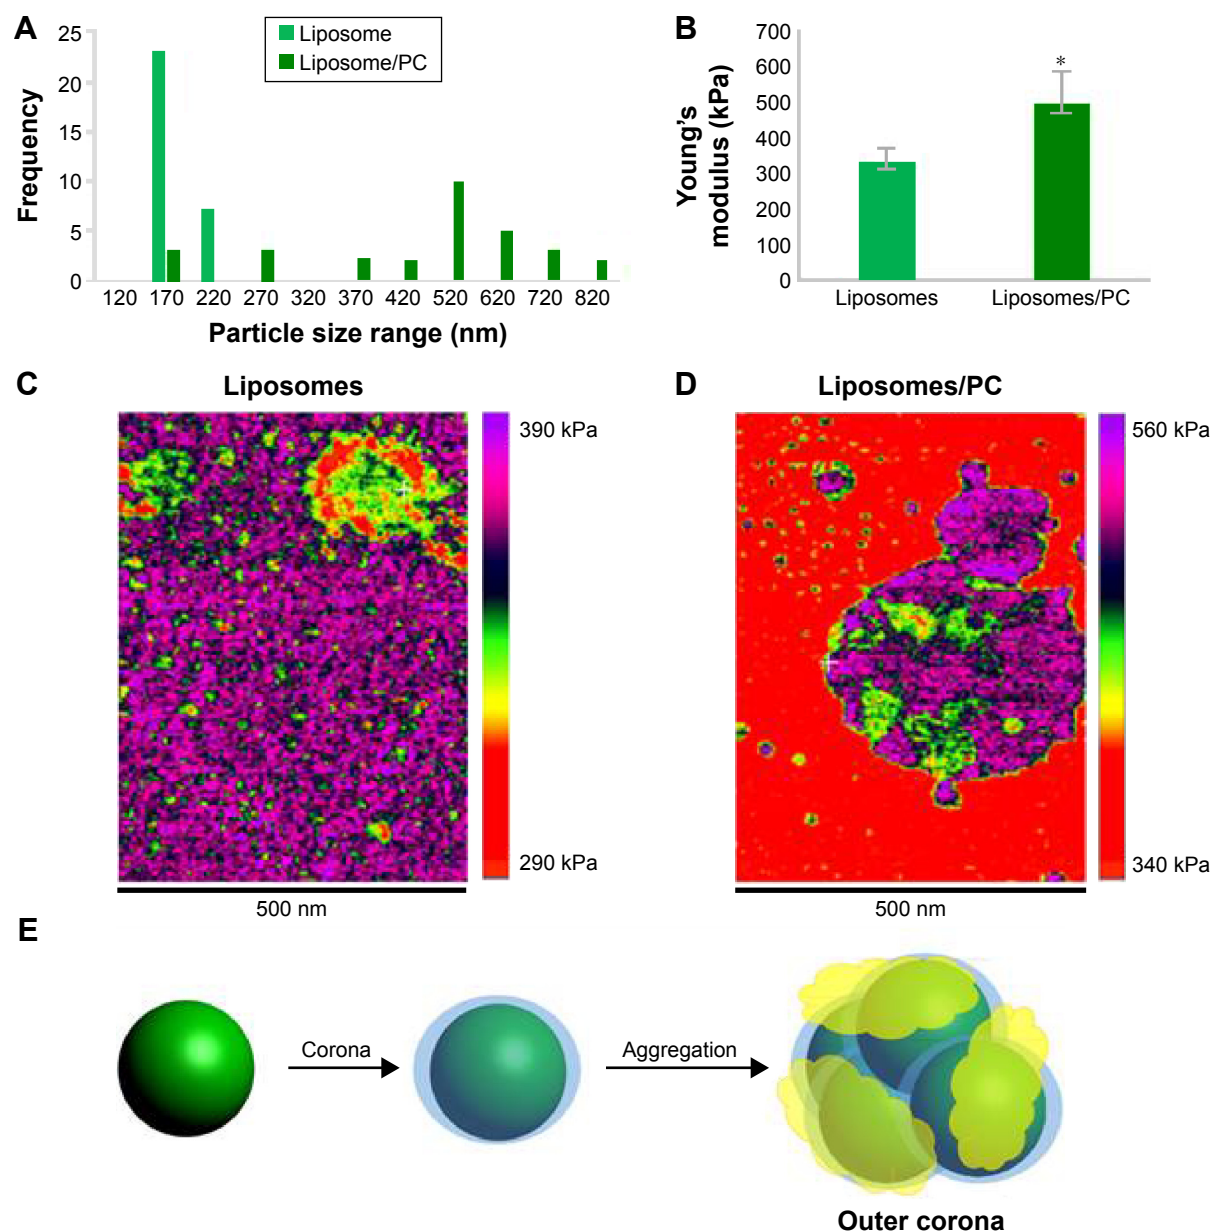 A
Frequency
25
20
15
10
5
0
Liposome
Liposome/PC
120 170 220 270 320 370 420 520 620 720 820
Particle size range (nm)
B
Young's
modulus (kPa)
700
600
500
400
300
200
100
0
*
Liposomes Liposomes/PC
C
Liposomes
390 kPa
290 kPa
500 nm
D
Liposomes/PC
560 kPa
340 kPa
500 nm
E
Corona
Aggregation
Outer corona